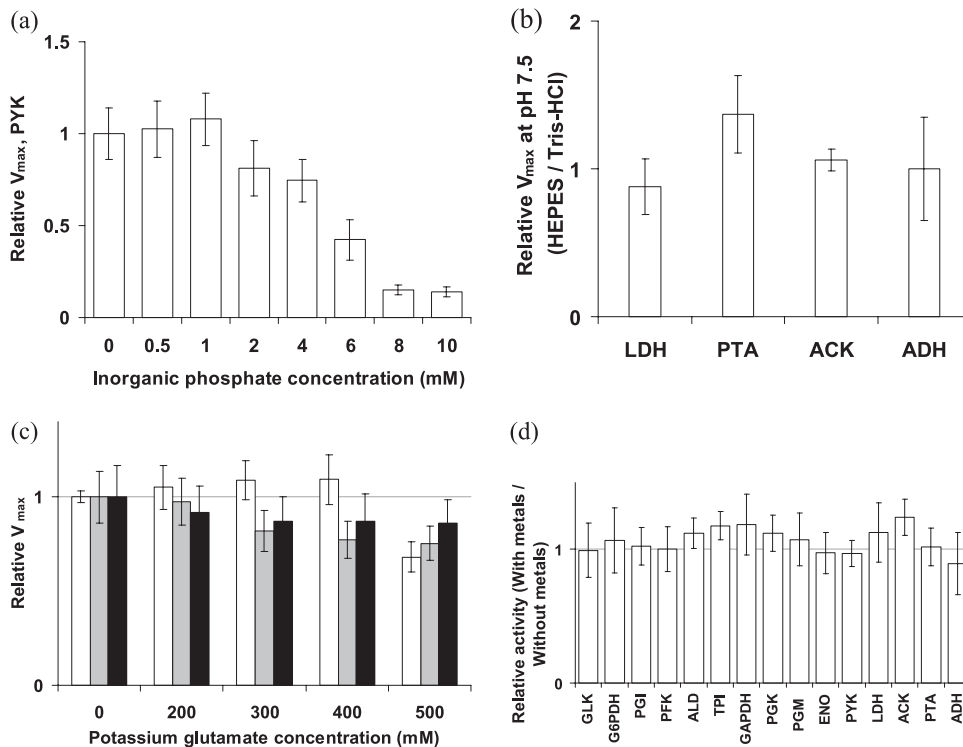 (a)
Relative Vmax, PYK
1.5
1
0.5
0
0 0.5 1 2 4 6 8 10
Inorganic phosphate concentration (mM)
(b)
Relative Vmax at pH 7.5
(HEPES / Tris-HCl)
2
1
0
LDH PTA ACK ADH
(c)
Relative V max
1
0
0 200 300 400 500
Potassium glutamate concentration (mM)
(d)
Relative activity (With metals /
Without metals)
2
1
0
GLK G6PDH PGI PFK ALD TPI GAPDH PGK PGM ENO PYK LDH ACK PTA ADH